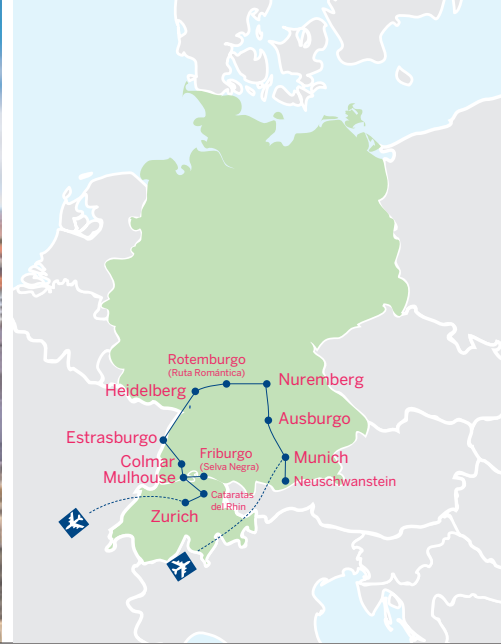 Rotemburgo
(Ruta Romántica)
Heidelberg
Nuremberg
Ausburgo
Estrasburgo
Friburgo
(Selva Negra)
Colmar
Munich
Mulhouse
Neuschwanstein
Cataratas
del Rhin
Zurich